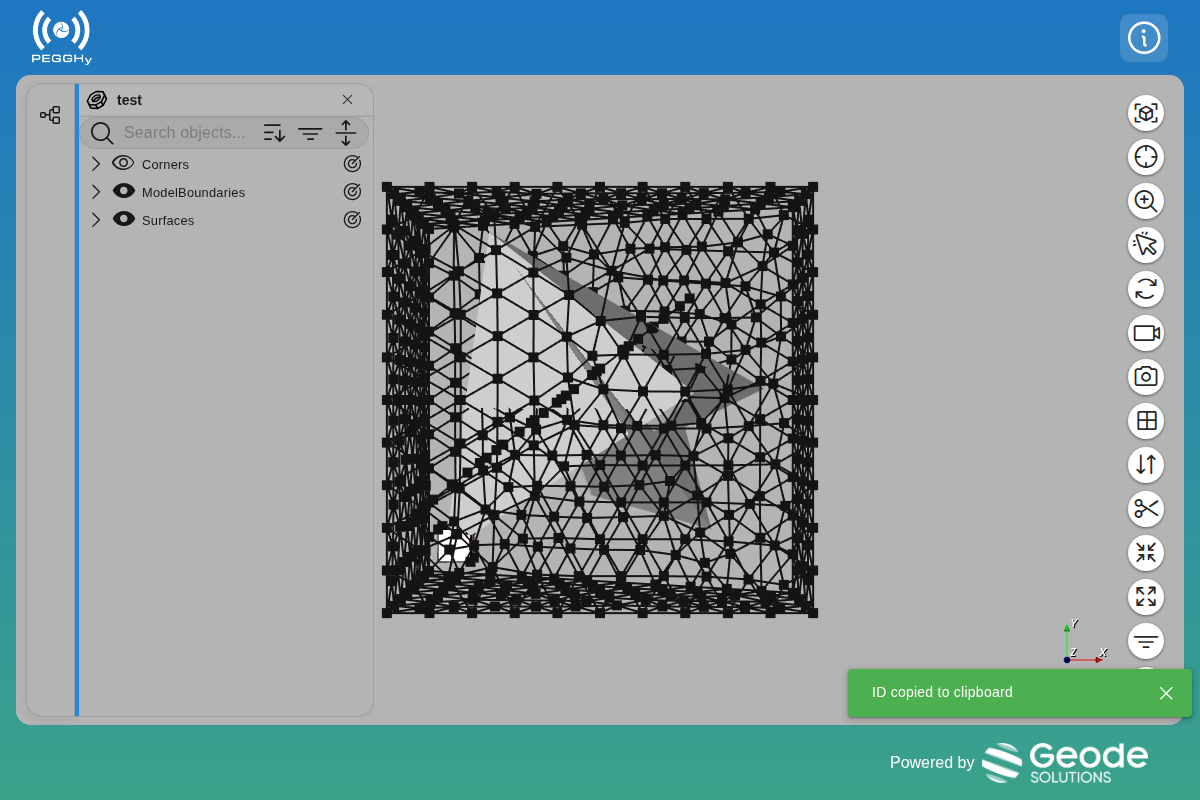 PEGGHy
test
Search objects...
Corners
ModelBoundaries
Surfaces
Y
Z X
ID copied to clipboard
Powered by Geode
SOLUTIONS